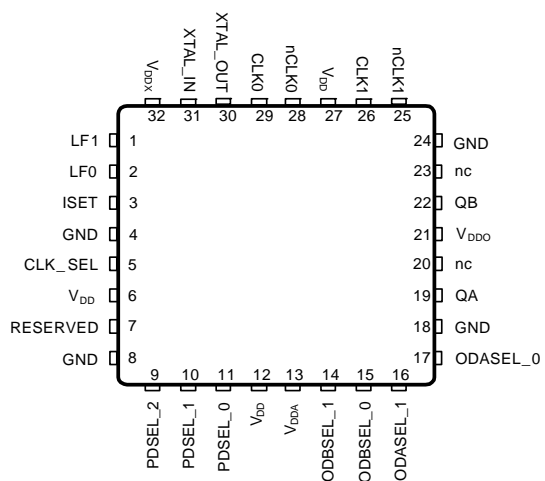 VDDX
XTAL_IN
XTAL_OUT
CLK0
nCLK0
VDD
CLK1
nCLK1
32 31 30 29 28 27 26 25
LF1 1
LF0 2
ISET 3
GND 4
CLK_SEL 5
VDD 6
RESERVED 7
GND 8
24 GND
23 nc
22 QB
21 VDDO
20 nc
19 QA
18 GND
17 ODASEL_0
9 10 11 12 13 14 15 16
PDSEL_2
PDSEL_1
PDSEL_0
VDD
VDDA
ODBSEL_1
ODBSEL_0
ODASEL_1